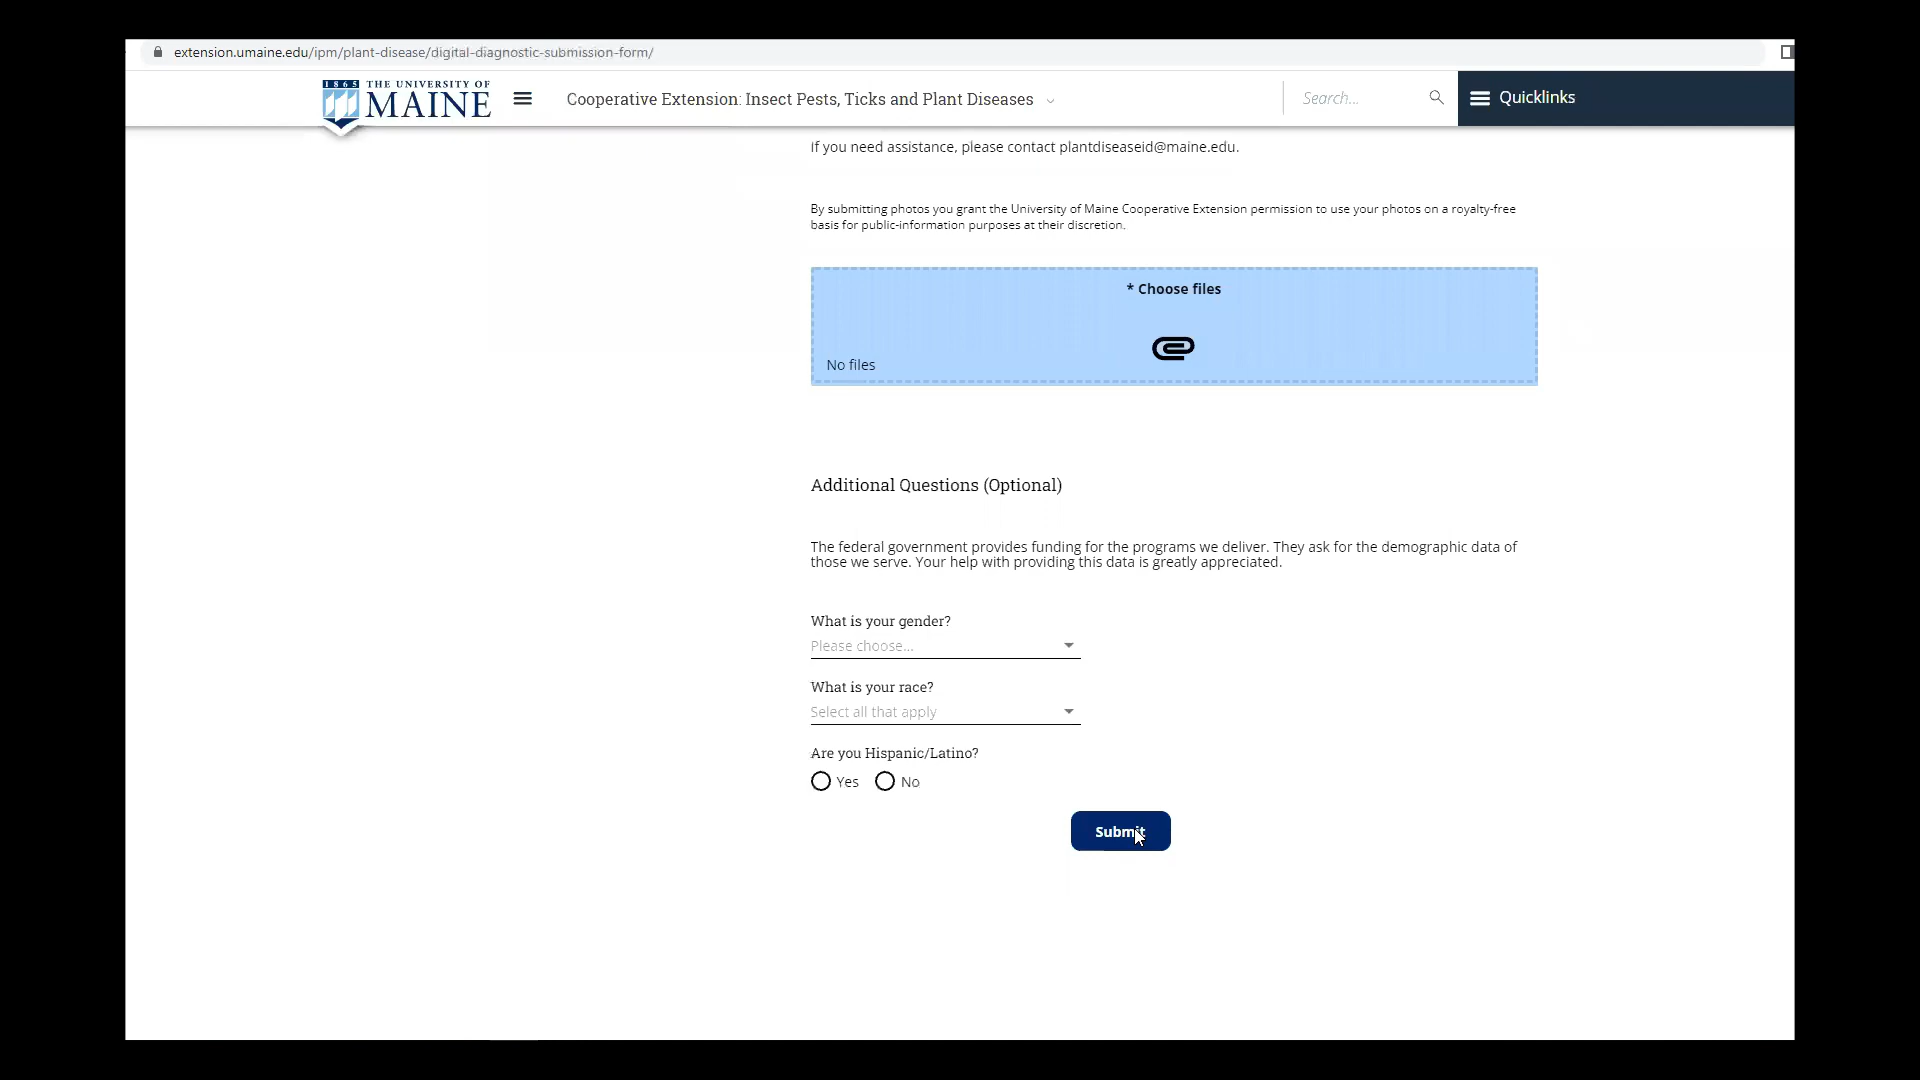 extension.umaine.edu/ipm/plant-disease/digital-diagnostic-submission-form/
1865 THE UNIVERSITY OF
MAINE
Cooperative Extension: Insect Pests, Ticks and Plant Diseases
Search...
Quicklinks
If you need assistance, please contact plantdiseaseid@maine.edu.
By submitting photos you grant the University of Maine Cooperative Extension permission to use your photos on a royalty-free
basis for public-information purposes at their discretion.
* Choose files
No files
Additional Questions (Optional)
The federal government provides funding for the programs we deliver. They ask for the demographic data of
those we serve. Your help with providing this data is greatly appreciated.
What is your gender?
Please choose...
What is your race?
Select all that apply
Are you Hispanic/Latino?
Yes No
Submit